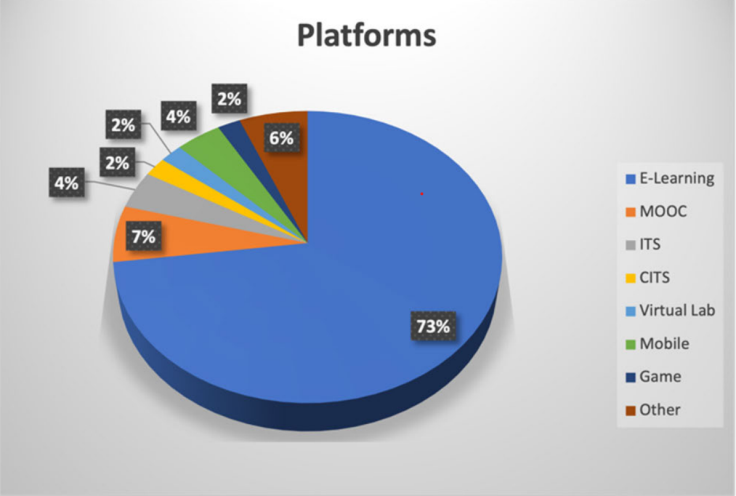 Platforms
2%
4%
2%
6%
2%
4%
7%
73%
E-Learning
MOOC
ITS
CITS
Virtual Lab
Mobile
Game
Other